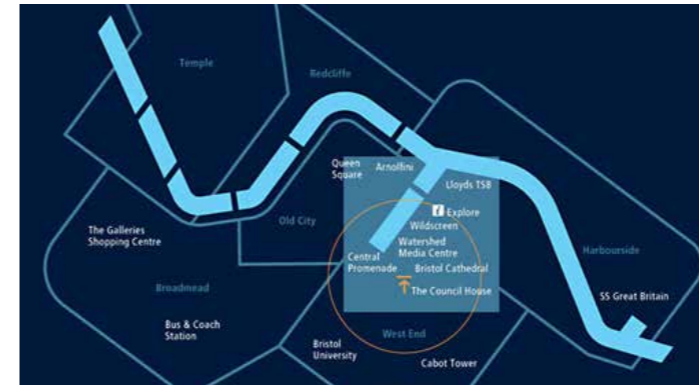 Temple
Redcliffe
Queen
Square
Arnolfini
Lloyds TSB
i
Explore
Old City
Wildscreen
The Galleries
Shopping Centre
Watershed
Media Centre
Harbourside
Central
Promenade
Bristol Cathedral
Broadmead
The Council House
SS Great Britain
Bus & Coach
Station
West End
Bristol
University
Cabot Tower